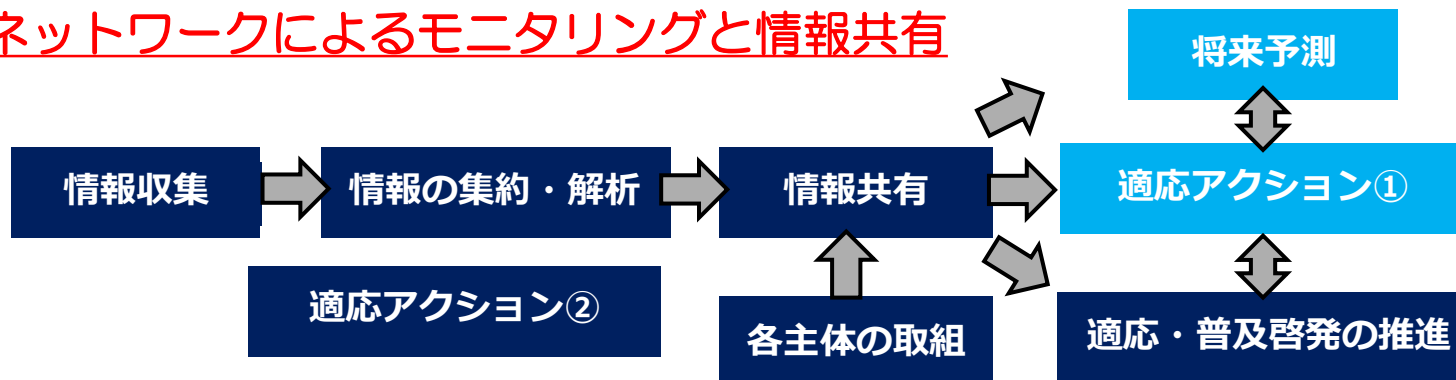 ネットワークによるモニタリングと情報共有
将来予測
情報収集
情報の集約・解析
情報共有
適応アクション①
適応アクション②
各主体の取組
適応・普及啓発の推進